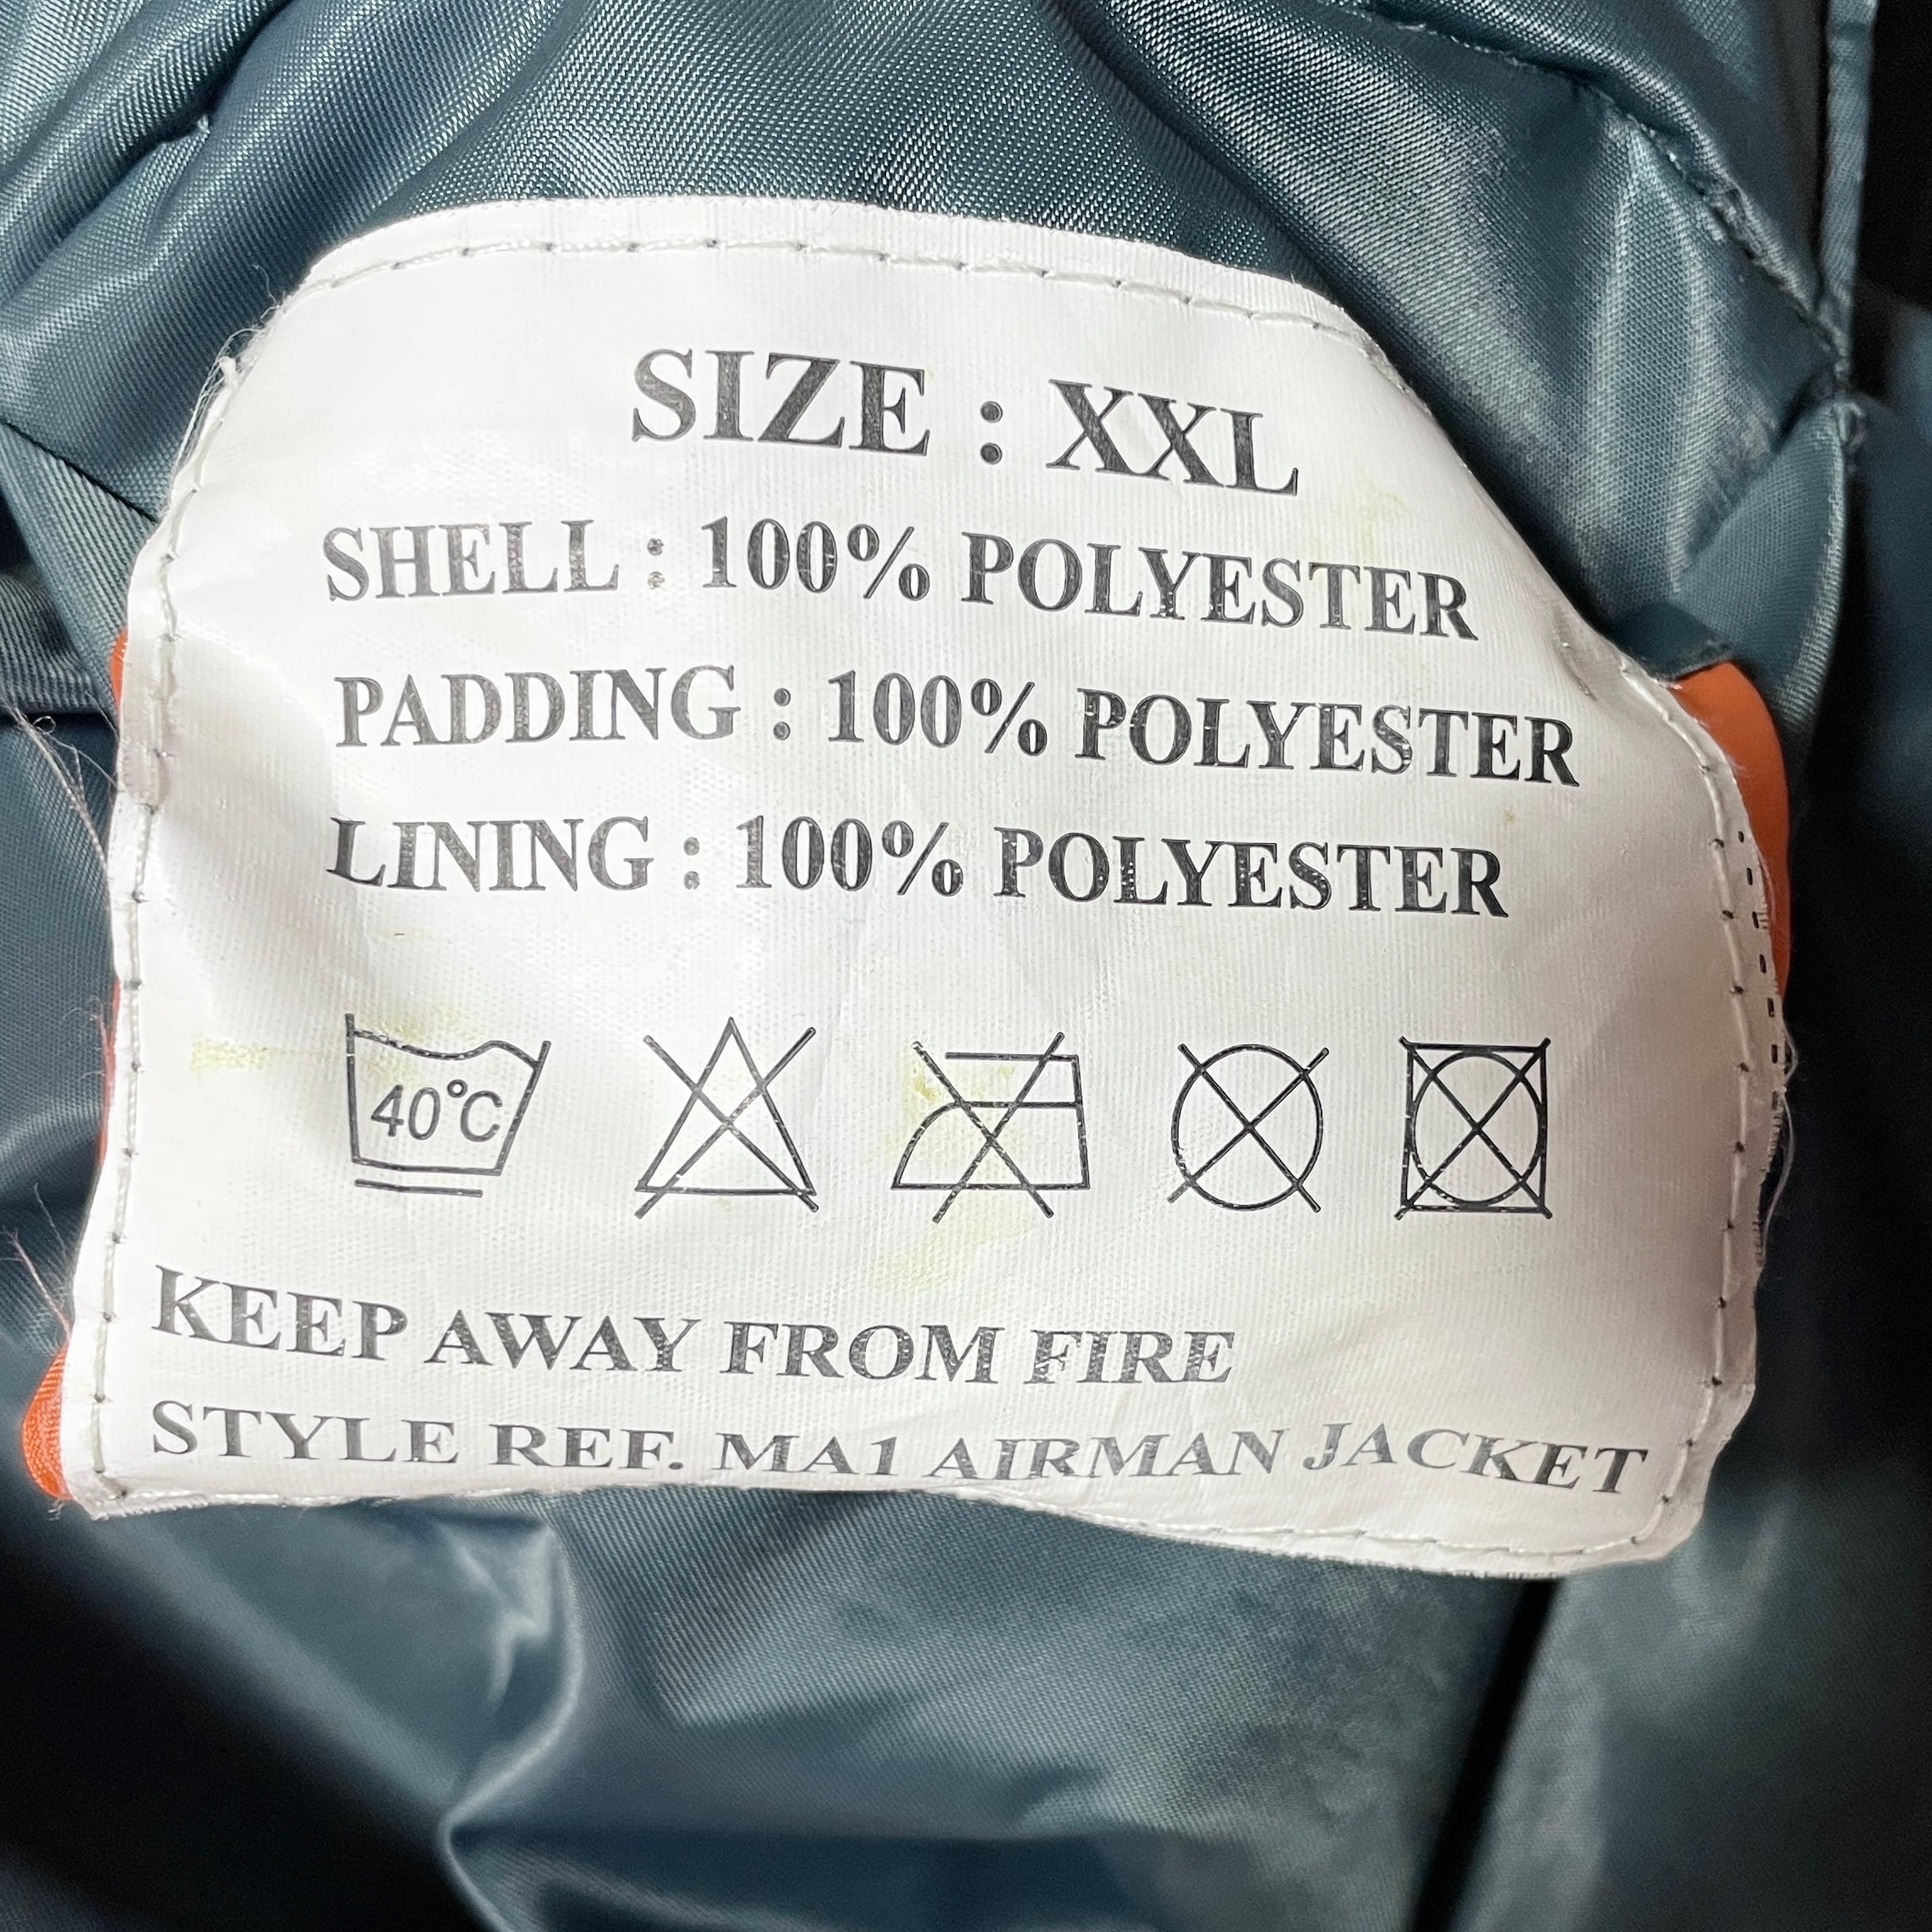 SIZE : XXL
SHELL : 100% POLYESTER
PADDING : 100% POLYESTER
LINING : 100% POLYESTER
40°C
KEEP AWAY FROM FIRE
STYLE REF. MA1 AIRMAN JACKET